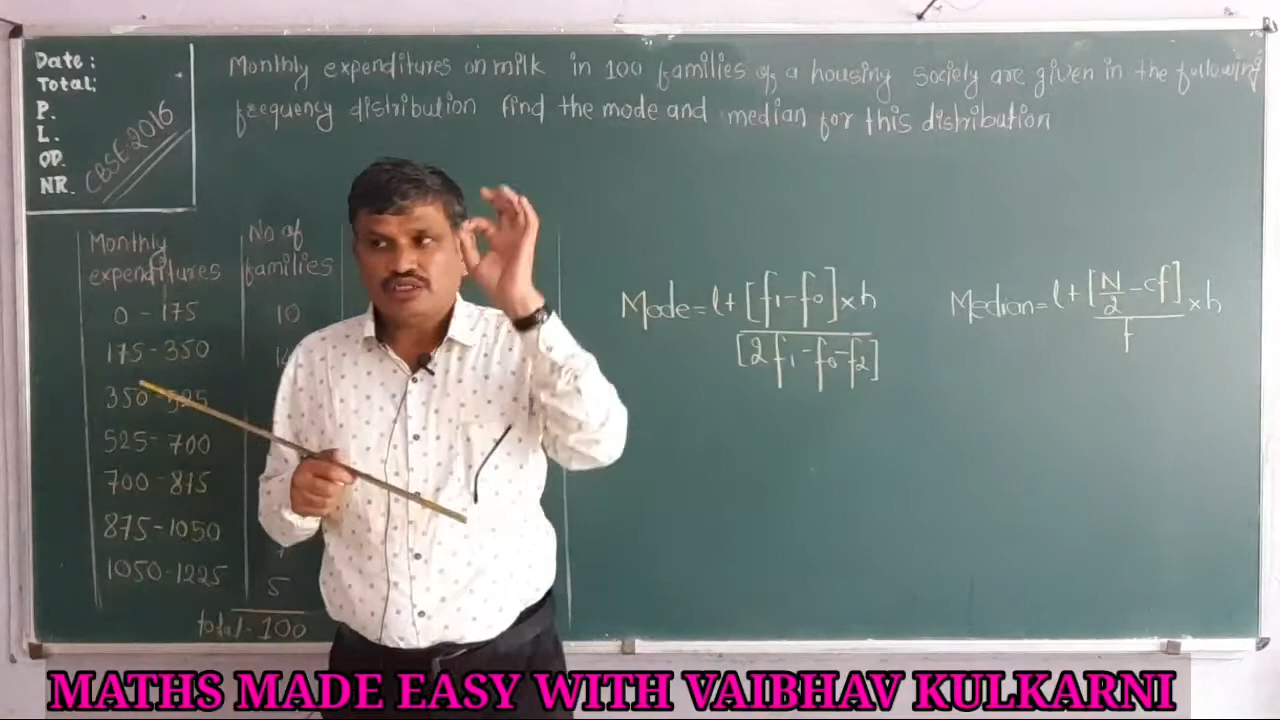 Date:
Total:
P.
L.
OP.
NR.
CBSE-2016
Monthly expenditures on milk in 100 families of a housing society are given in the following
frequency distribution find the mode and median for this distribution
Monthly expenditures No of families
0 - 175 10
175-350
350-525
525-700
700-875
875-1050
1050-1225 5
total- 100
Mode = l + [f₁-f₀] × h
[2f₁-f₀-f₂]
Median = l + [N/2 - cf] × h
f
MATHS MADE EASY WITH VAIBHAV KULKARNI